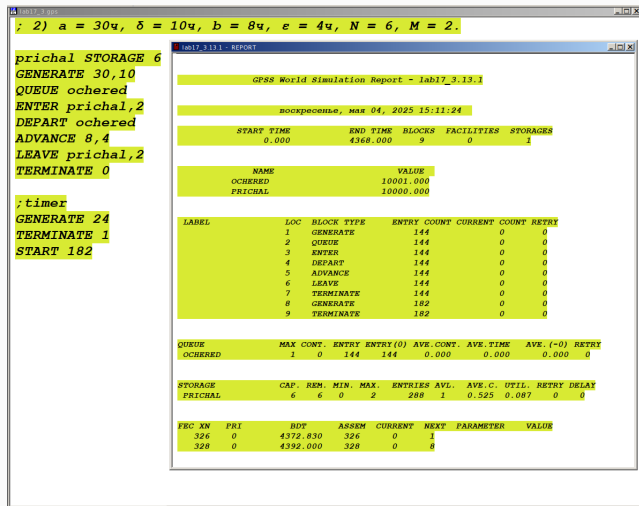 lab17_3.gps
; 2) a = 30ч, δ = 10ч, b = 8ч, ε = 4ч, N = 6, M = 2.
prichal STORAGE 6
GENERATE 30,10
QUEUE ochered
ENTER prichal,2
DEPART ochered
ADVANCE 8,4
LEAVE prichal,2
TERMINATE 0
;timer
GENERATE 24
TERMINATE 1
START 182
lab17_3.13.1 - REPORT
GPSS World Simulation Report - lab17_3.13.1
воскресенье, мая 04, 2025 15:11:24
START TIME END TIME BLOCKS FACILITIES STORAGES
0.000 4368.000 9 0 1
NAME VALUE
OCHERED 10001.000
PRICHAL 10000.000
LABEL LOC BLOCK TYPE ENTRY COUNT CURRENT COUNT RETRY
1 GENERATE 144 0 0
2 QUEUE 144 0 0
3 ENTER 144 0 0
4 DEPART 144 0 0
5 ADVANCE 144 0 0
6 LEAVE 144 0 0
7 TERMINATE 144 0 0
8 GENERATE 182 0 0
9 TERMINATE 182 0 0
QUEUE MAX CONT. ENTRY ENTRY(0) AVE.CONT. AVE.TIME AVE.(-0) RETRY
OCHERED 1 0 144 144 0.000 0.000 0.000 0
STORAGE CAP. REM. MIN. MAX. ENTRIES AVL. AVE.C. UTIL. RETRY DELAY
PRICHAL 6 6 0 2 288 1 0.525 0.087 0 0
FEC XN PRI BDT ASSEM CURRENT NEXT PARAMETER VALUE
326 0 4372.830 326 0 1
328 0 4392.000 328 0 8